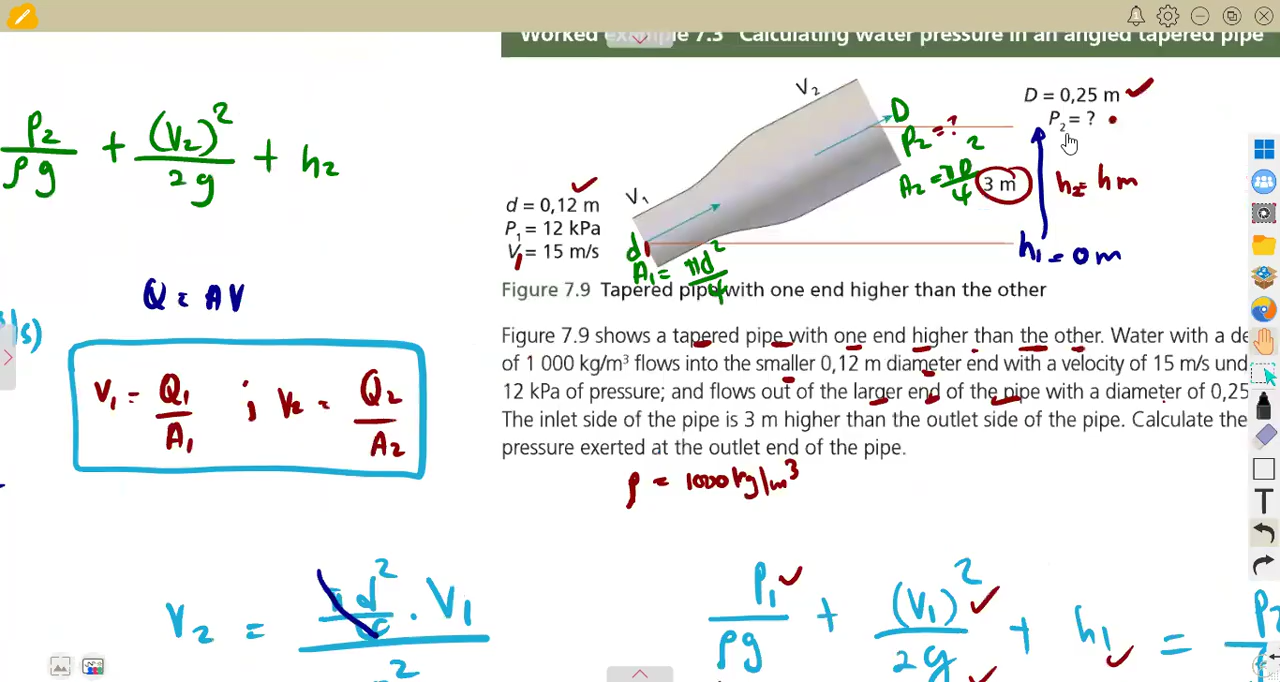 Worked example 7.3 Calculating water pressure in an angled tapered pipe
P2/ρg + (V2)²/2g + h2
V2
D
D = 0,25 m
P2 = ?
P2 = ?
A2 = πD²/4
3 m
h2 = hm
h1 = 0m
V1
d = 0,12 m
P1 = 12 kPa
V1 = 15 m/s
d
A1 = πd²/4
Figure 7.9 Tapered pipe with one end higher than the other
Q = AV
/s)
V1 = Q1/A1 ; V2 = Q2/A2
Figure 7.9 shows a tapered pipe with one end higher than the other. Water with a de
of 1 000 kg/m³ flows into the smaller 0,12 m diameter end with a velocity of 15 m/s und
12 kPa of pressure; and flows out of the larger end of the pipe with a diameter of 0,25
The inlet side of the pipe is 3 m higher than the outlet side of the pipe. Calculate the
pressure exerted at the outlet end of the pipe.
ρ = 1000kg/m³
V2 = πd²/4 . V1
P1/ρg + (V1)²/2g + h1 = P2
T